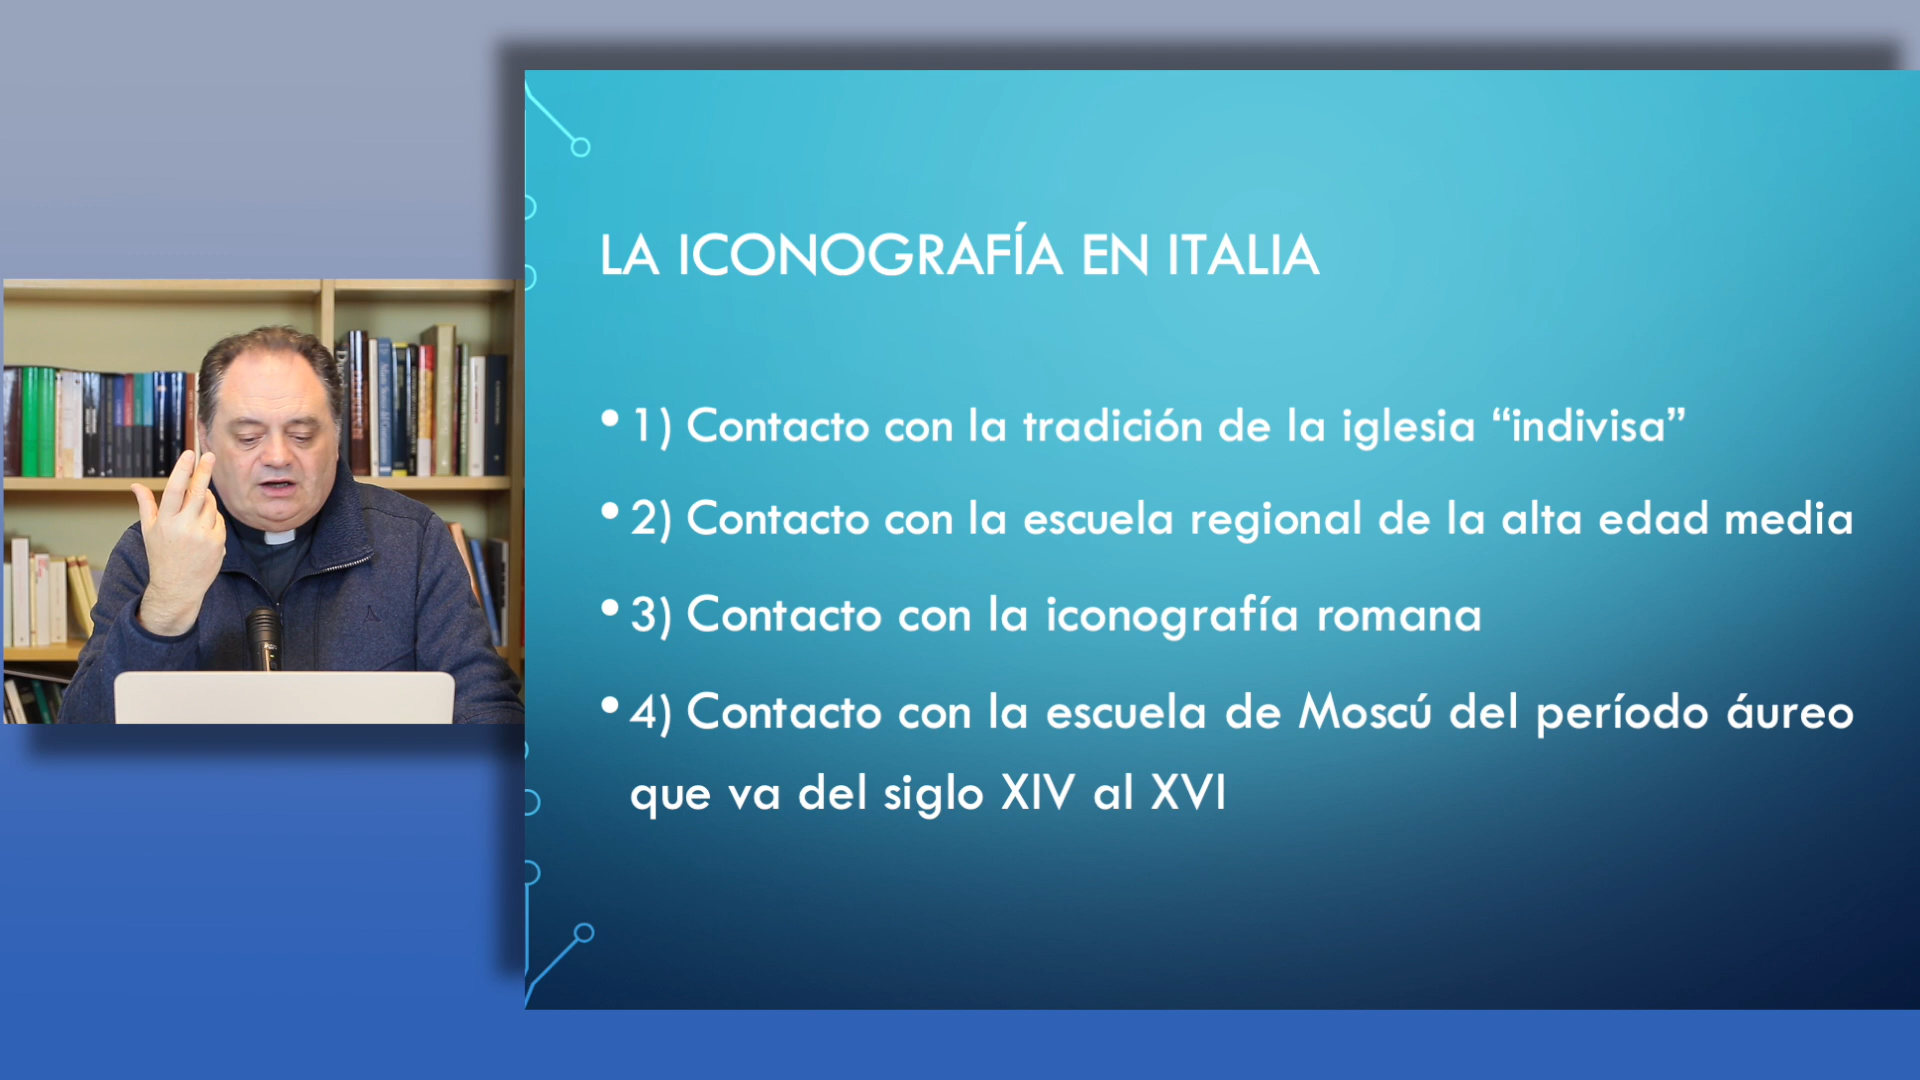 LA ICONOGRAFÍA EN ITALIA
• 1) Contacto con la tradición de la iglesia “indivisa”
• 2) Contacto con la escuela regional de la alta edad media
• 3) Contacto con la iconografía romana
• 4) Contacto con la escuela de Moscú del período áureo
que va del siglo XIV al XVI